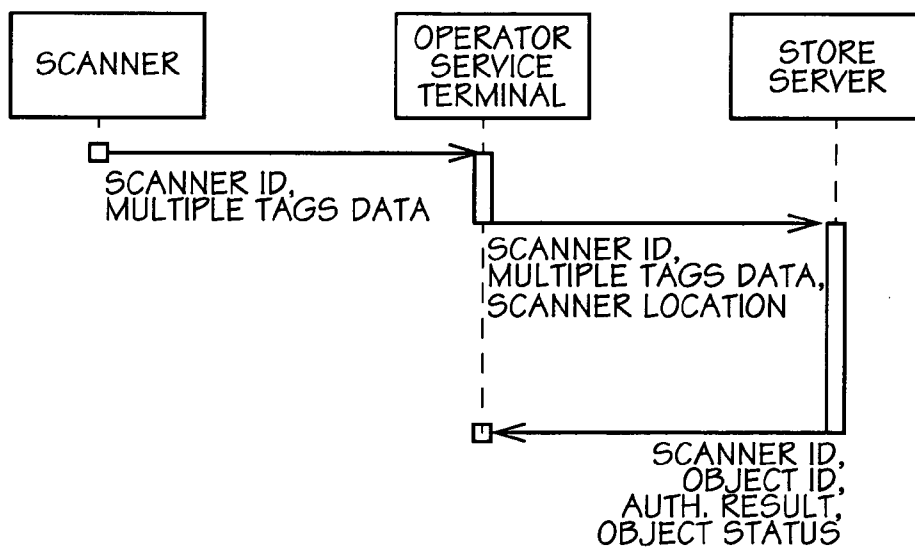 SCANNER
OPERATOR
SERVICE
TERMINAL
STORE
SERVER
SCANNER ID,
MULTIPLE TAGS DATA
SCANNER ID,
MULTIPLE TAGS DATA,
SCANNER LOCATION
SCANNER ID,
OBJECT ID,
AUTH. RESULT,
OBJECT STATUS